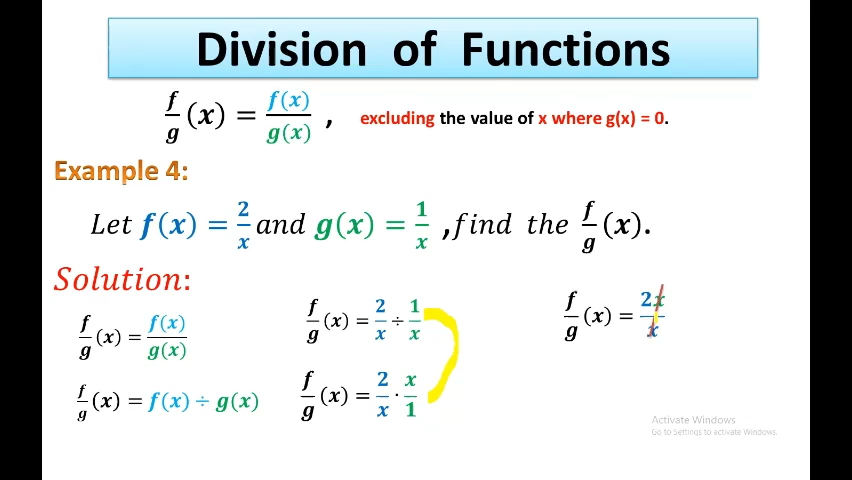 Division of Functions
f/g (x) = f(x)/g(x) , excluding the value of x where g(x) = 0.
Example 4:
Let f(x) = 2/x and g(x) = 1/x , find the f/g (x).
Solution:
f/g (x) = f(x)/g(x)
f/g (x) = f(x) ÷ g(x)
f/g (x) = 2/x ÷ 1/x
f/g (x) = 2/x · x/1
f/g (x) = 2x/x
Activate Windows
Go to Settings to activate Windows.